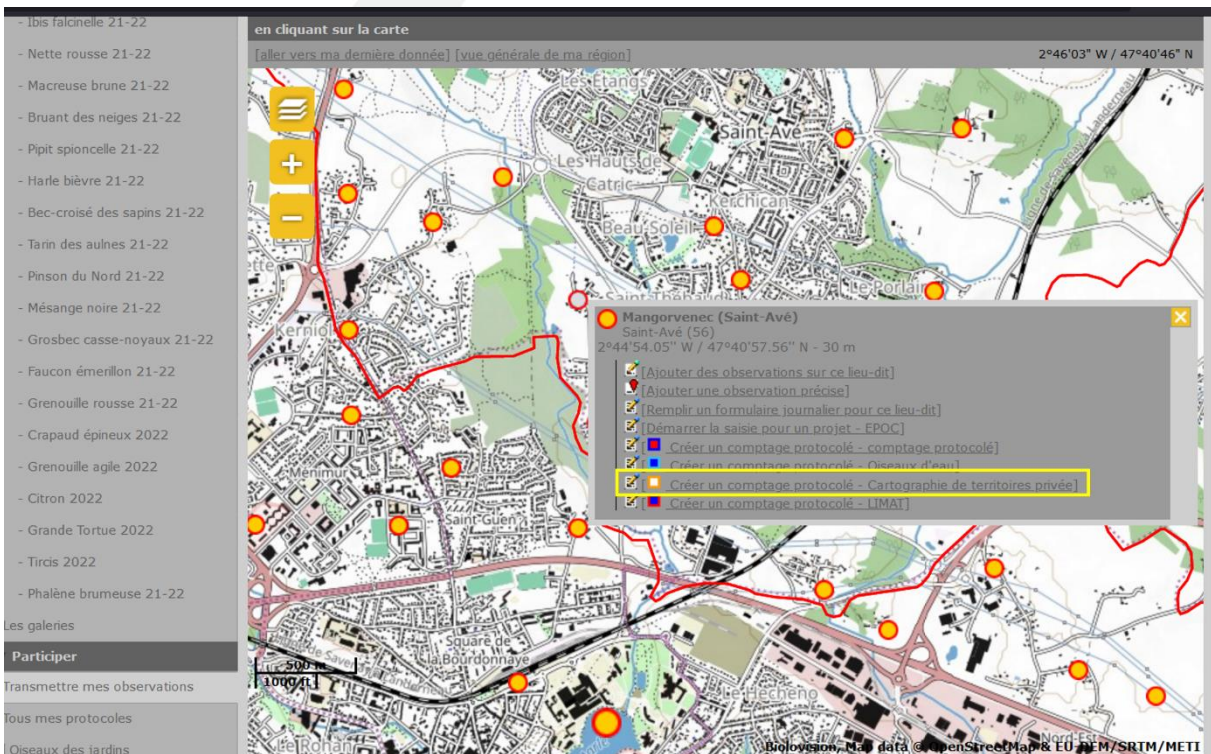 - Ibis falcinelle 21-22
- Nette rousse 21-22
- Macreuse brune 21-22
- Bruant des neiges 21-22
- Pipit spioncelle 21-22
- Harle bièvre 21-22
- Bec-croisé des sapins 21-22
- Tarin des aulnes 21-22
- Pinson du Nord 21-22
- Mésange noire 21-22
- Grosbec casse-noyaux 21-22
- Faucon émerillon 21-22
- Grenouille rousse 21-22
- Crapaud épineux 2022
- Grenouille agile 2022
- Citron 2022
- Grande Tortue 2022
- Tircis 2022
- Phalène brumeuse 21-22
Les galeries
Participer
Transmettre mes observations
Tous mes protocoles
Oiseaux des jardins
en cliquant sur la carte
[aller vers ma dernière donnée] [vue générale de ma région]
2°46'03" W / 47°40'46" N
Les Étangs
Saint-Avé
Les Hauts de
Catric
Kerchican
Beau-Soleil
Ligne de Savenay à Landerneau
Saint-Thébaud
Le Porlair
Kerniol
Mangorvenec (Saint-Avé)
Saint-Avé (56)
2°44'54.05'' W / 47°40'57.56'' N - 30 m
[Ajouter des observations sur ce lieu-dit]
[Ajouter une observation précise]
[Remplir un formulaire journalier pour ce lieu-dit]
[Démarrer la saisie pour un projet - EPOC]
[ Créer un comptage protocolé - comptage protocolé]
[ Créer un comptage protocolé - Oiseaux d'eau]
[ Créer un comptage protocolé - Cartographie de territoires privée]
[ Créer un comptage protocolé - LIMAT]
Ménimur
Saint-Guen
Square de
la Bourdonnaye
500 m
1000 ft
Le Hecheno
Le Rohan
Nord-Est
Biolovision, Map data © OpenStreetMap & EU-DEM/SRTM/METI